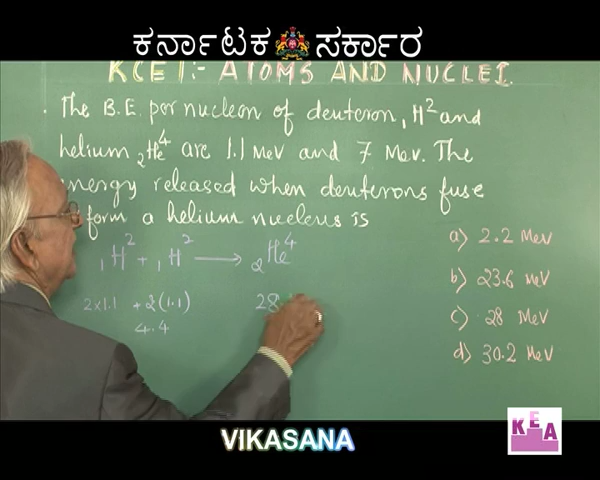 ಕರ್ನಾಟಕ ಸರ್ಕಾರ
KCET:- ATOMS AND NUCLEI.
. The B.E. per nucleon of deuteron, ₁H² and
helium ₂He⁴ are 1.1 MeV and 7 MeV. The
energy released when deuterons fuse
form a helium nucleus is
₁H² + ₁H² ⟶ ₂He⁴
2x1.1 + 2(1.1) 28
4.4
a) 2.2 MeV
b) 23.6 MeV
c) 28 MeV
d) 30.2 MeV
KEA
VIKASANA